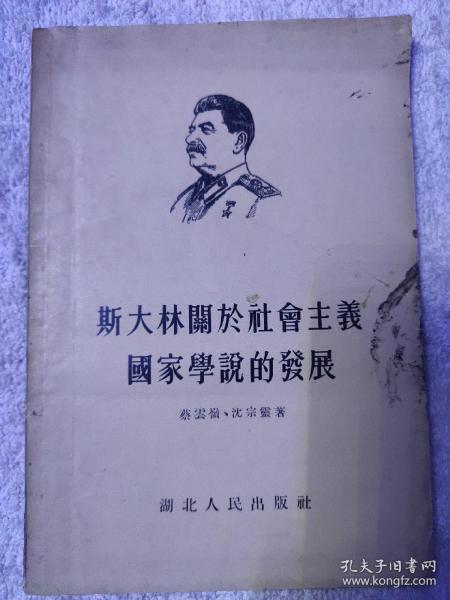 斯大林關於社會主義
國家學說的發展
蔡雲嶺、沈宗靈著
湖北人民出版社
孔夫子旧书网
www.kongfz.com